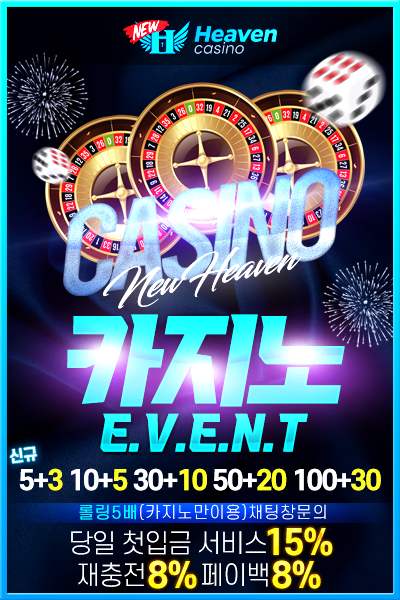 NEW H Heaven
casino
CASINO
New Heaven
카지노
E.V.E.N.T
신규
5+3 10+5 30+10 50+20 100+30
롤링5배(카지노만이용)채팅창문의
당일 첫입금 서비스15%
재충전8% 페이백8%